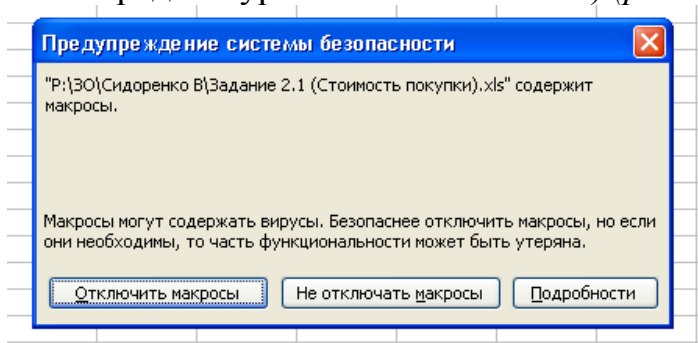 Предупреждение системы безопасности
"P:\ЗО\Сидоренко В\Задание 2.1 (Стоимость покупки).xls" содержит
макросы.
Макросы могут содержать вирусы. Безопаснее отключить макросы, но если
они необходимы, то часть функциональности может быть утеряна.
Отключить макросы
Не отключать макросы
Подробности